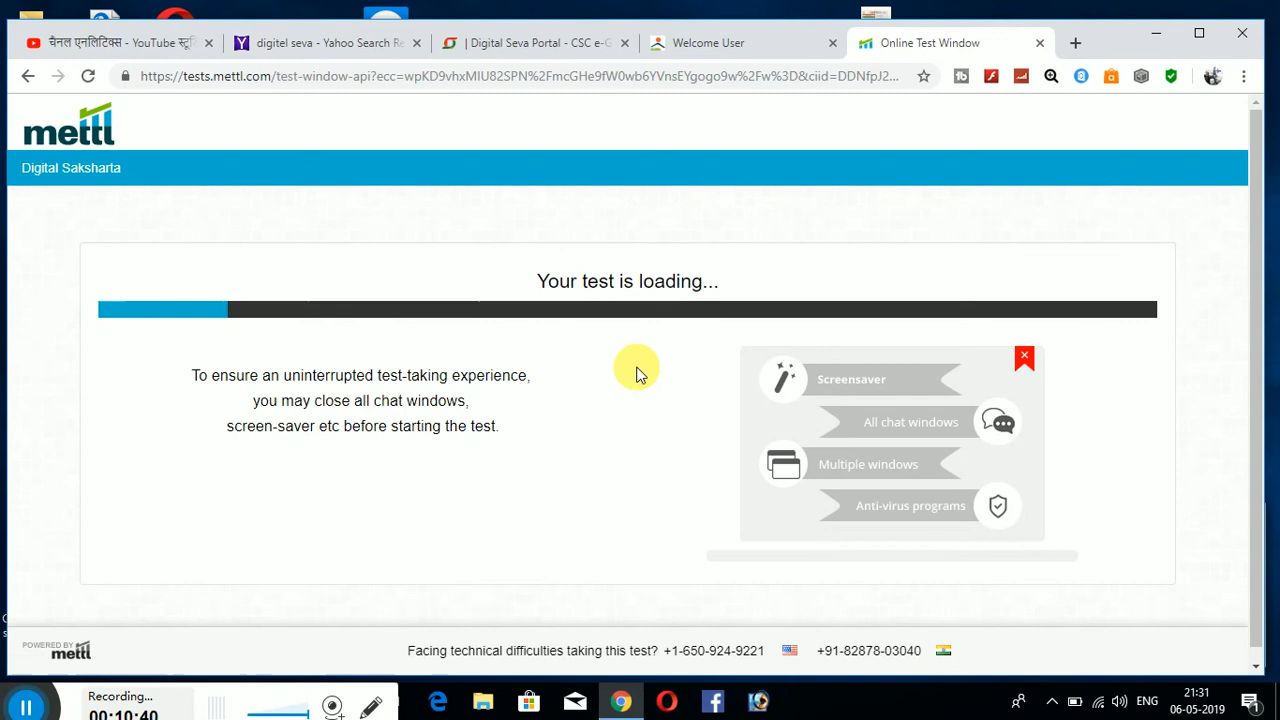 चैनल एनलिटिक्स - YouTube स्टूडि
digitel seva - Yahoo Search Re
| Digital Seva Portal - CSC e-G
Welcome User
Online Test Window
https://tests.mettl.com/test-window-api?ec=wpKD9vhxMIU82SPN%2FmcGHe9fW0wb6YVnsEYgogo9w%2Fw%3D&ciid=DDNfpJ2...
mettl
Digital Saksharta
Your test is loading...
To ensure an uninterrupted test-taking experience,
you may close all chat windows,
screen-saver etc before starting the test.
Screensaver
All chat windows
Multiple windows
Anti-virus programs
POWERED BY
mettl
Facing technical difficulties taking this test? +1-650-924-9221
+91-82878-03040
Recording...
00:10:40
ENG
21:31
06-05-2019